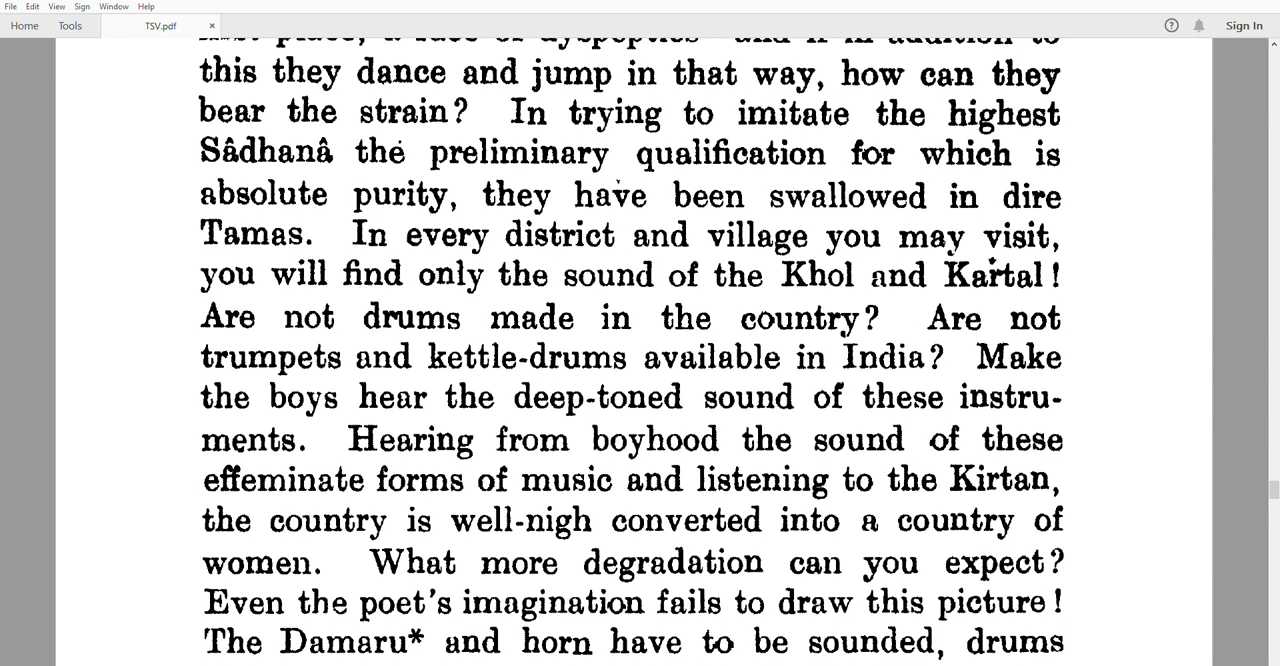 File Edit View Sign Window Help
Home Tools TSV.pdf × ? Sign In
this they dance and jump in that way, how can they
bear the strain? In trying to imitate the highest
Sâdhanâ the preliminary qualification for which is
absolute purity, they have been swallowed in dire
Tamas. In every district and village you may visit,
you will find only the sound of the Khol and Kartal!
Are not drums made in the country? Are not
trumpets and kettle-drums available in India? Make
the boys hear the deep-toned sound of these instru-
ments. Hearing from boyhood the sound of these
effeminate forms of music and listening to the Kirtan,
the country is well-nigh converted into a country of
women. What more degradation can you expect?
Even the poet's imagination fails to draw this picture!
The Damaru* and horn have to be sounded, drums